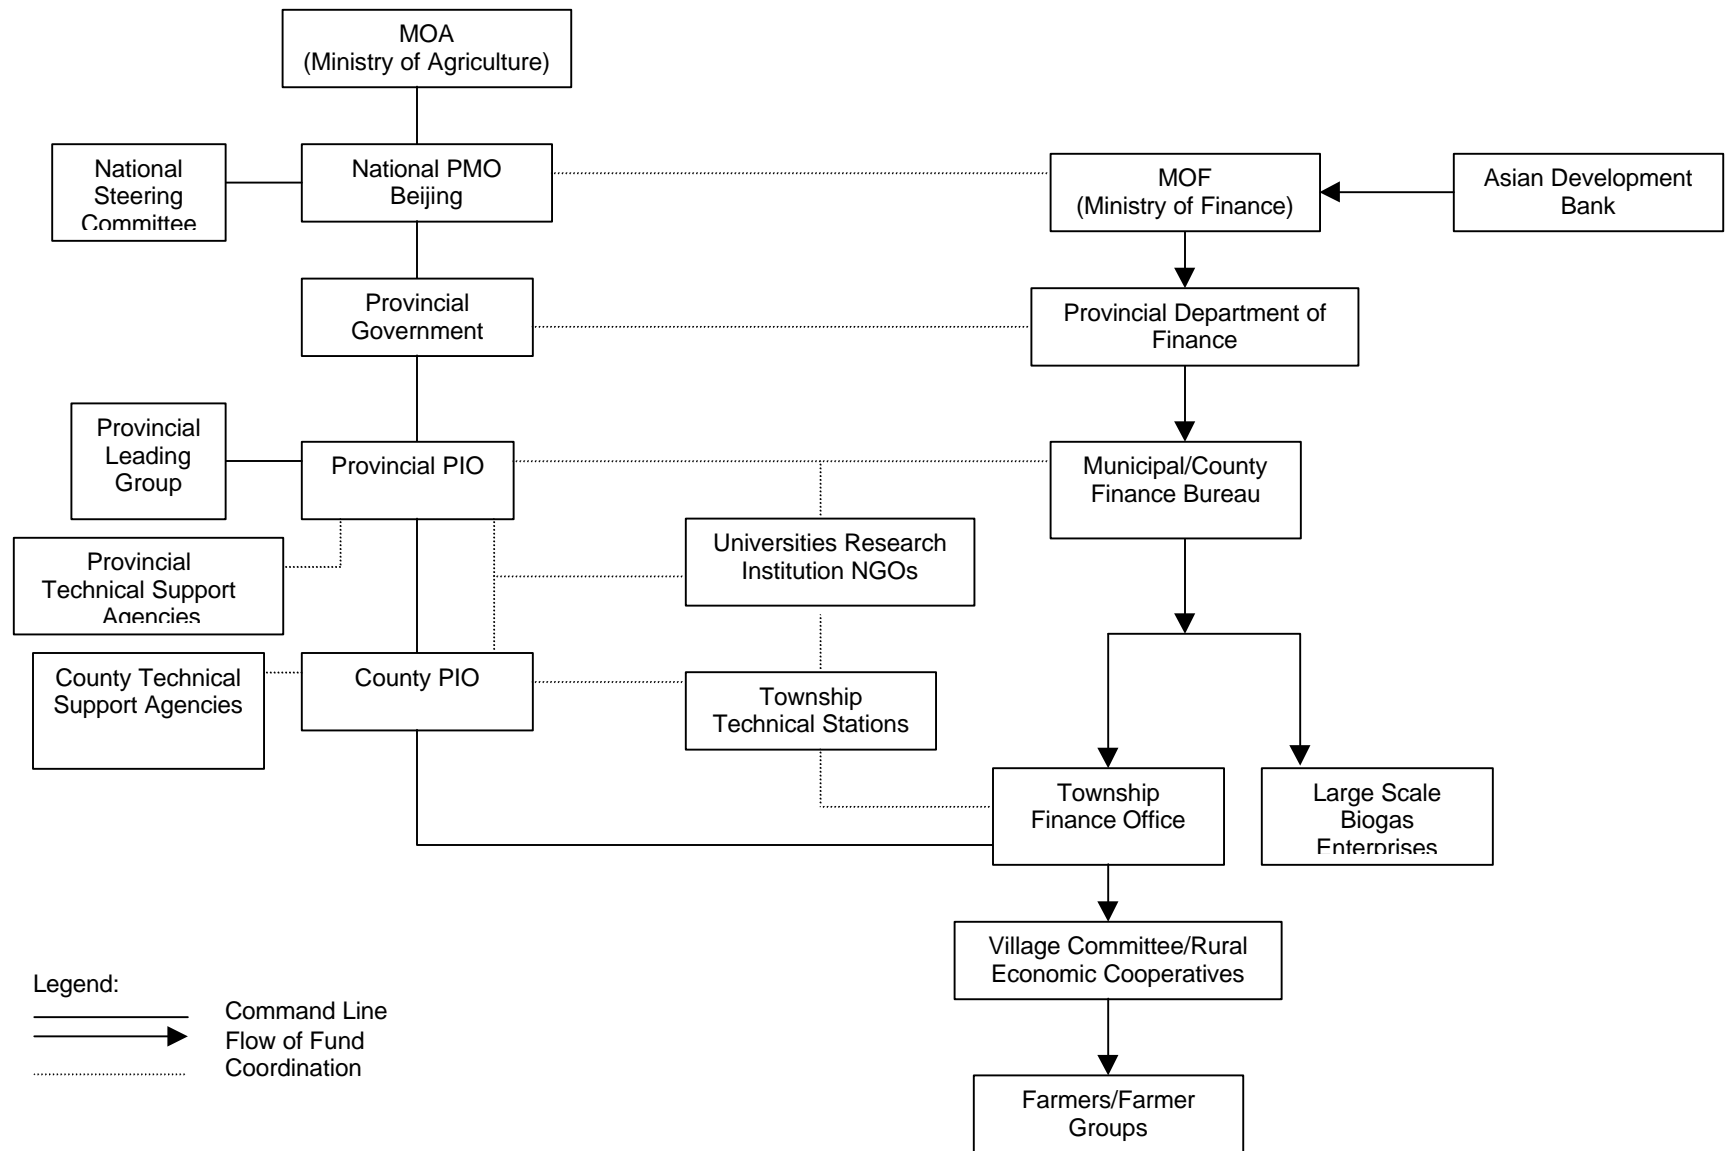 MOA
(Ministry of Agriculture)
National
Steering
Committee
National PMO
Beijing
MOF
(Ministry of Finance)
Asian Development
Bank
Provincial
Government
Provincial Department of
Finance
Provincial
Leading
Group
Provincial PIO
Municipal/County
Finance Bureau
Universities Research
Institution NGOs
Provincial
Technical Support
Agencies
County Technical
Support Agencies
County PIO
Township
Technical Stations
Township
Finance Office
Large Scale
Biogas
Enterprises
Village Committee/Rural
Economic Cooperatives
Legend:
Command Line
Flow of Fund
Coordination
Farmers/Farmer
Groups